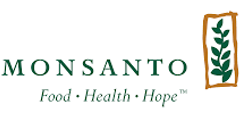 MONSANTO
Food · Health · Hope™